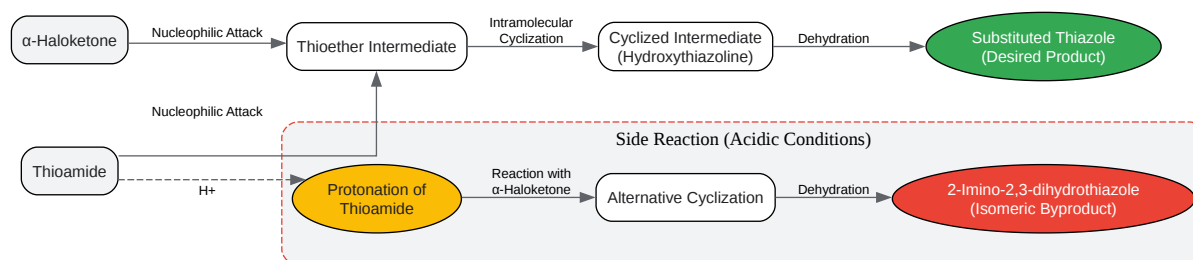 α-Haloketone
Nucleophilic Attack
Thioether Intermediate
Intramolecular
Cyclization
Cyclized Intermediate
(Hydroxythiazoline)
Dehydration
Substituted Thiazole
(Desired Product)
Nucleophilic Attack
Side Reaction (Acidic Conditions)
Thioamide
H+
Protonation of
Thioamide
Reaction with
α-Haloketone
Alternative Cyclization
Dehydration
2-Imino-2,3-dihydrothiazole
(Isomeric Byproduct)